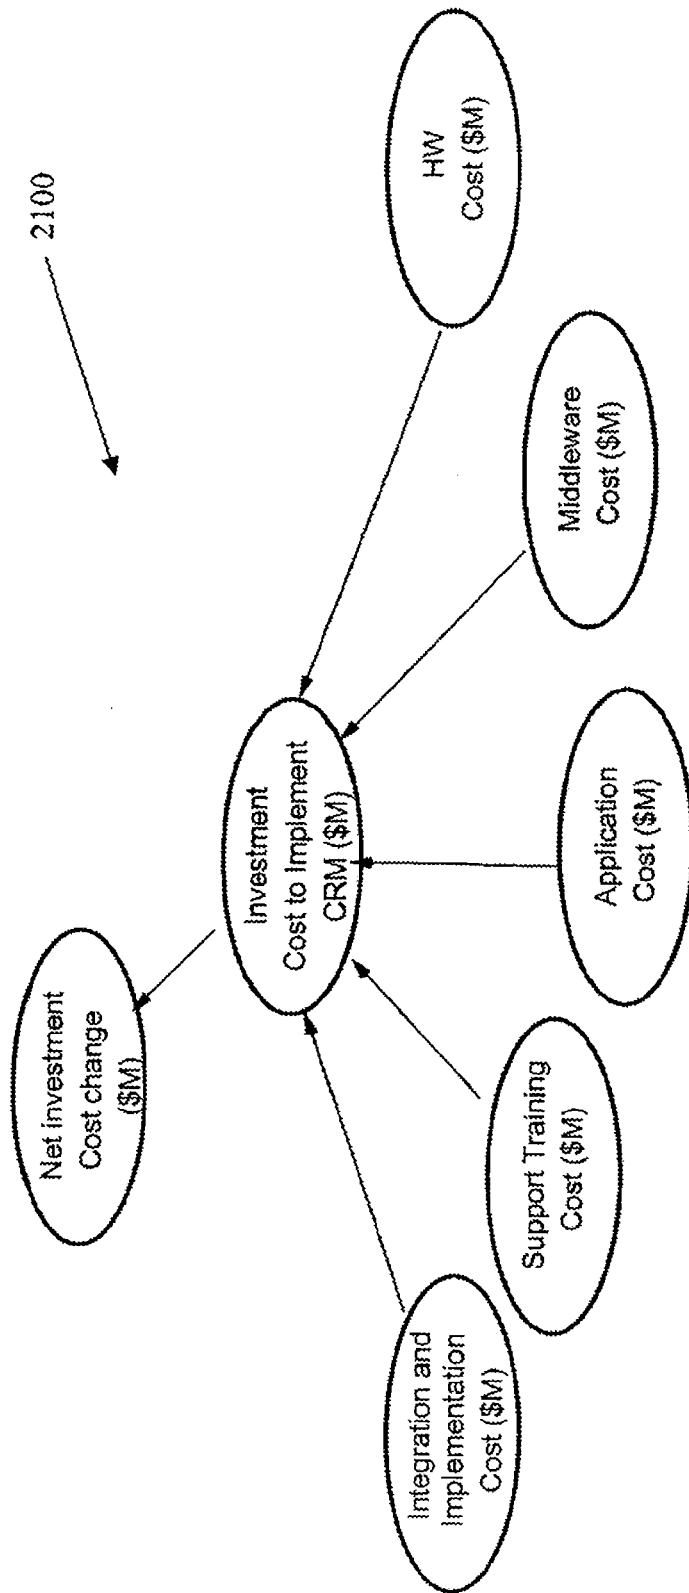 2100
Net investment
Cost change
($M)
Investment
Cost to Implement
CRM ($M)
Integration and
Implementation
Cost ($M)
Support Training
Cost ($M)
Application
Cost ($M)
Middleware
Cost ($M)
HW
Cost ($M)